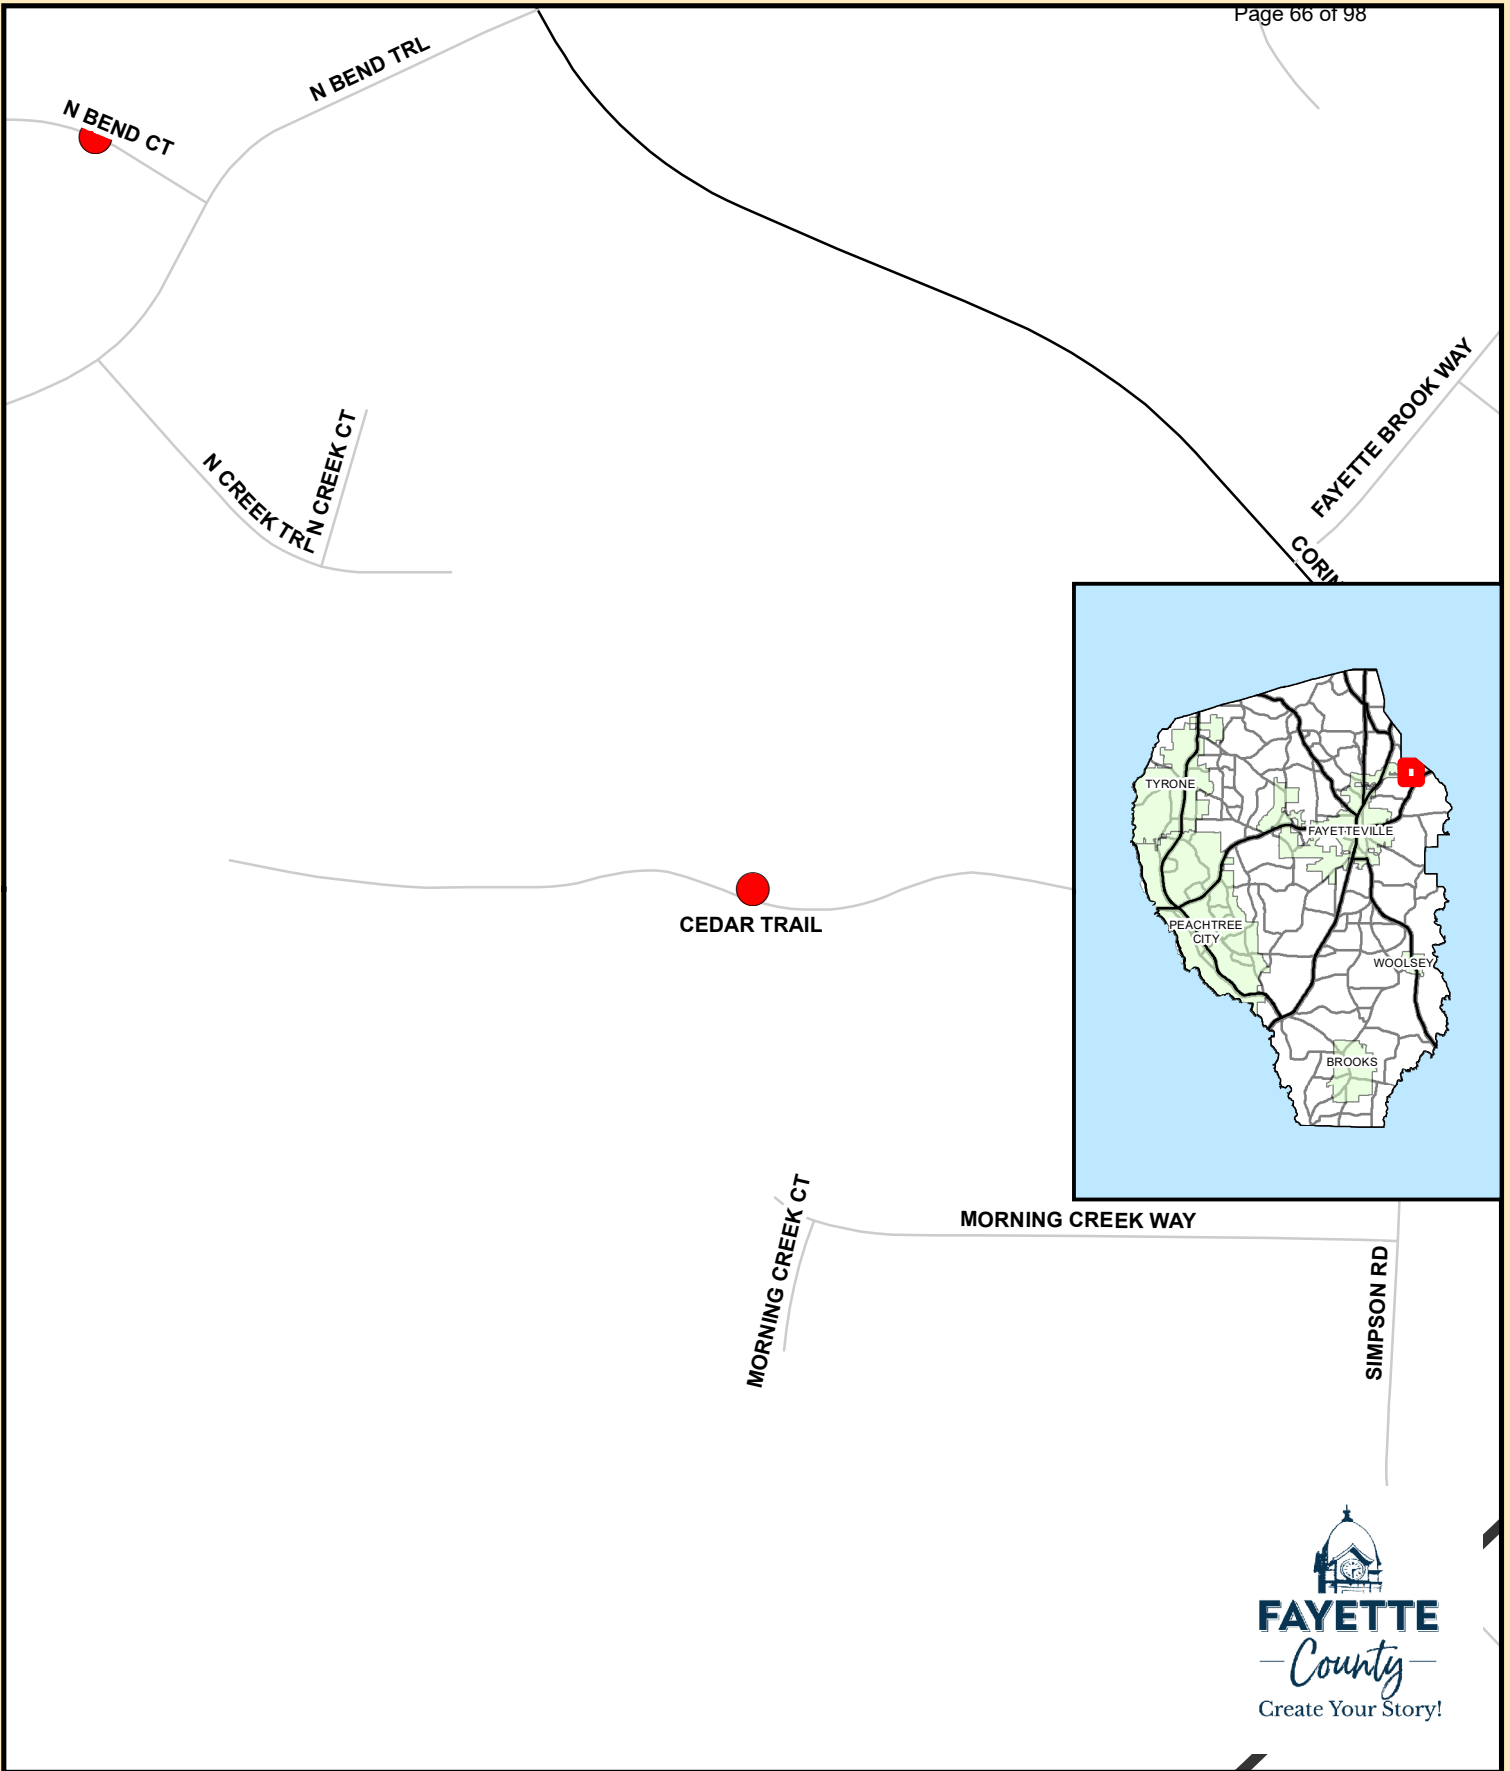 Page 66 of 98
N BEND TRL
N BEND CT
FAYETTE BROOK WAY
N CREEK CT
N CREEK TRL
CORIN
TYRONE
FAYETTEVILLE
CEDAR TRAIL
PEACHTREE
CITY
WOOLSEY
BROOKS
MORNING CREEK CT
MORNING CREEK WAY
SIMPSON RD
FAYETTE
County
Create Your Story!